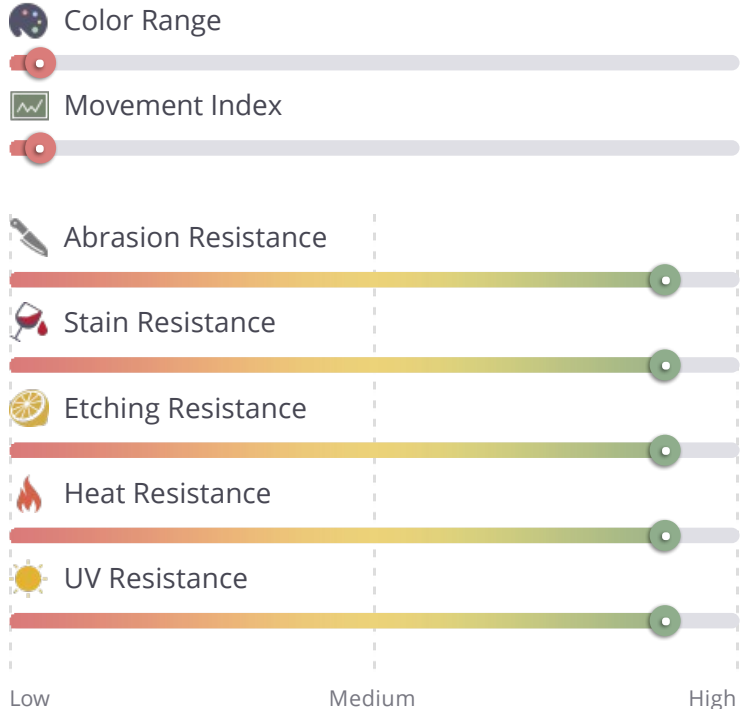 Color Range
Movement Index
Abrasion Resistance
Stain Resistance
Etching Resistance
Heat Resistance
UV Resistance
Low Medium High